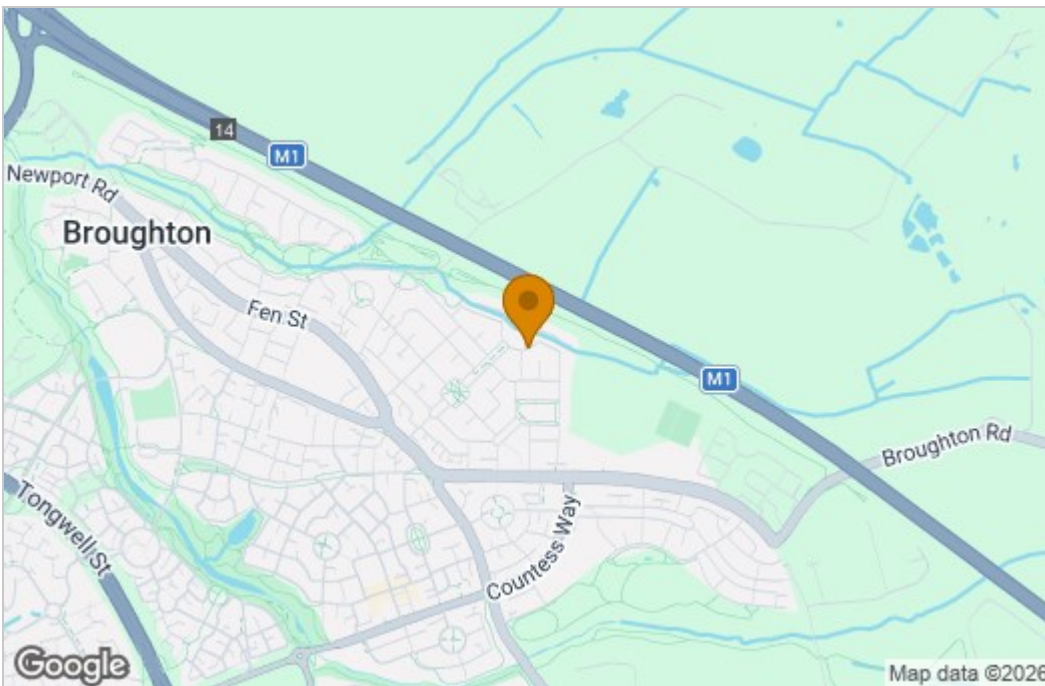 14
M1
Newport Rd
Broughton
Fen St
M1
Broughton Rd
Tongwell St
Countess Way
Google
Map data ©2026